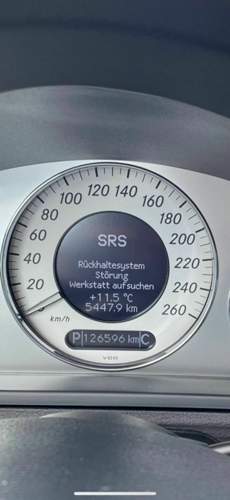 20
40
60
80
100
120
140
160
180
200
220
240
260
km/h
SRS
Rückhaltesystem
Störung
Werkstatt aufsuchen
+11.5 °C
5447.9 km
P 126596 km C
VDO